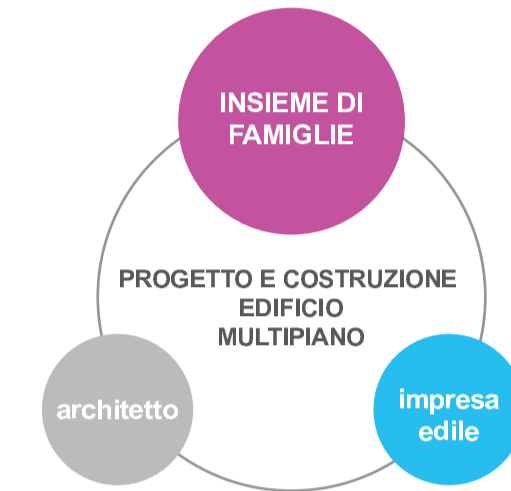 INSIEME DI
FAMIGLIE
PROGETTO E COSTRUZIONE
EDIFICIO
MULTIPIANO
architetto
impresa
edile